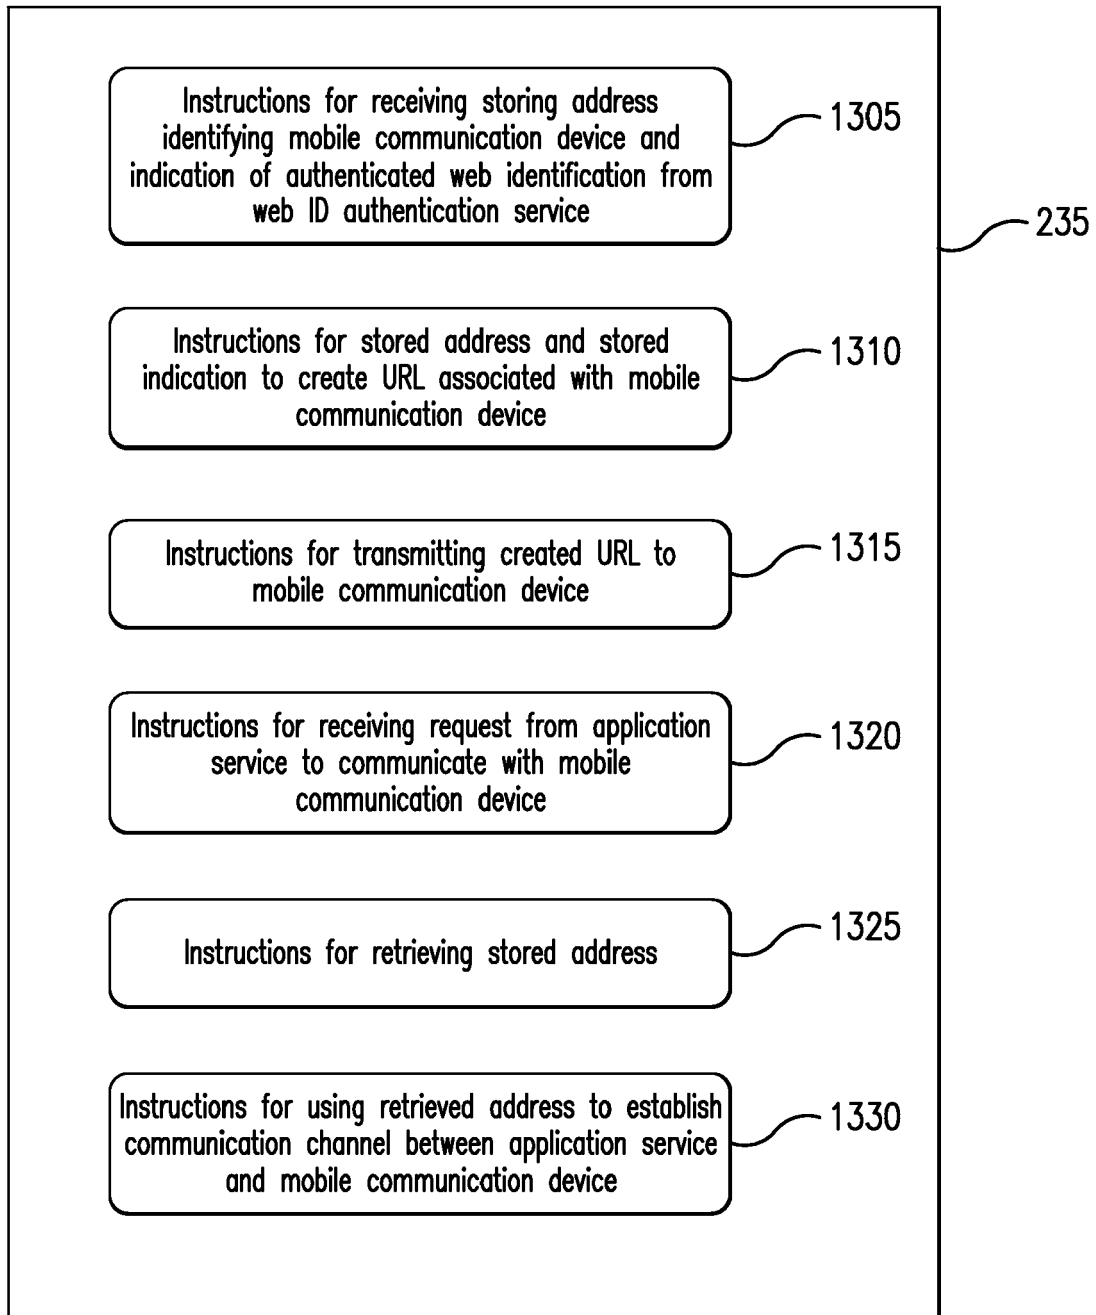 Instructions for receiving storing address
identifying mobile communication device and
indication of authenticated web identification from
web ID authentication service
1305
235
Instructions for stored address and stored
indication to create URL associated with mobile
communication device
1310
Instructions for transmitting created URL to
mobile communication device
1315
Instructions for receiving request from application
service to communicate with mobile
communication device
1320
Instructions for retrieving stored address
1325
Instructions for using retrieved address to establish
communication channel between application service
and mobile communication device
1330